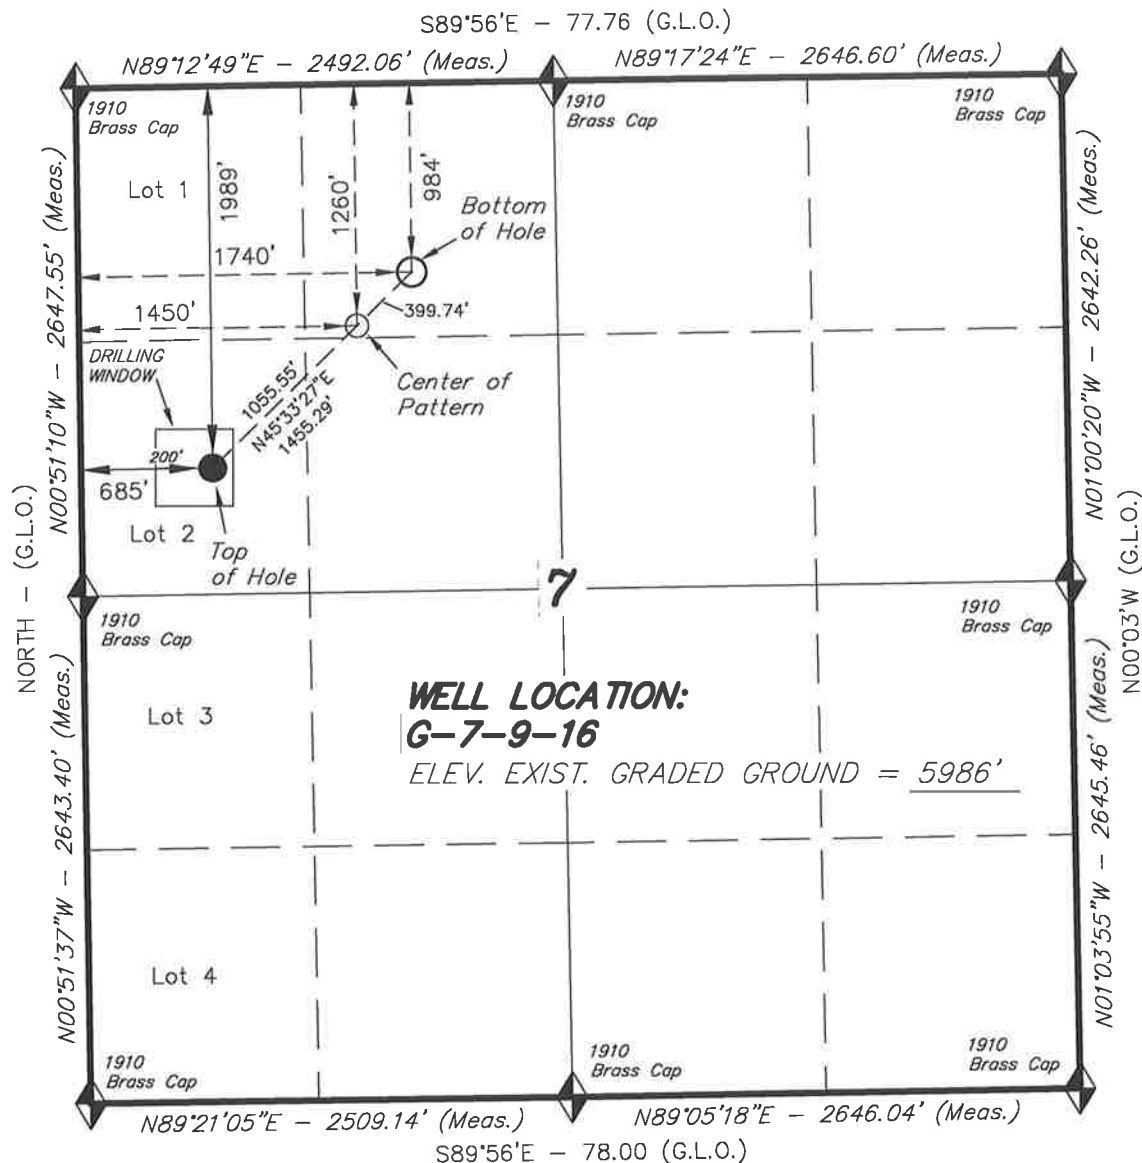 S89°56'E - 77.76 (G.L.O.)
N89°12'49"E - 2492.06' (Meas.)
N89°17'24"E - 2646.60' (Meas.)
1910
Brass Cap
1910
Brass Cap
1910
Brass Cap
Lot 1
1989'
1260'
984'
Bottom
of Hole
1740'
399.74'
1450'
DRILLING
WINDOW
Center of
Pattern
1055.55'
N45°33'27"E
1455.29'
200'
685'
Lot 2
Top
of Hole
N00°51'10"W - 2647.55' (Meas.)
N01°00'20"W - 2642.26' (Meas.)
NORTH - (G.L.O.)
N00°03'W (G.L.O.)
7
1910
Brass Cap
1910
Brass Cap
WELL LOCATION:
G-7-9-16
ELEV. EXIST. GRADED GROUND = 5986'
Lot 3
N00°51'37"W - 2643.40' (Meas.)
N01°03'55"W - 2645.46' (Meas.)
Lot 4
1910
Brass Cap
1910
Brass Cap
1910
Brass Cap
N89°21'05"E - 2509.14' (Meas.)
N89°05'18"E - 2646.04' (Meas.)
S89°56'E - 78.00 (G.L.O.)